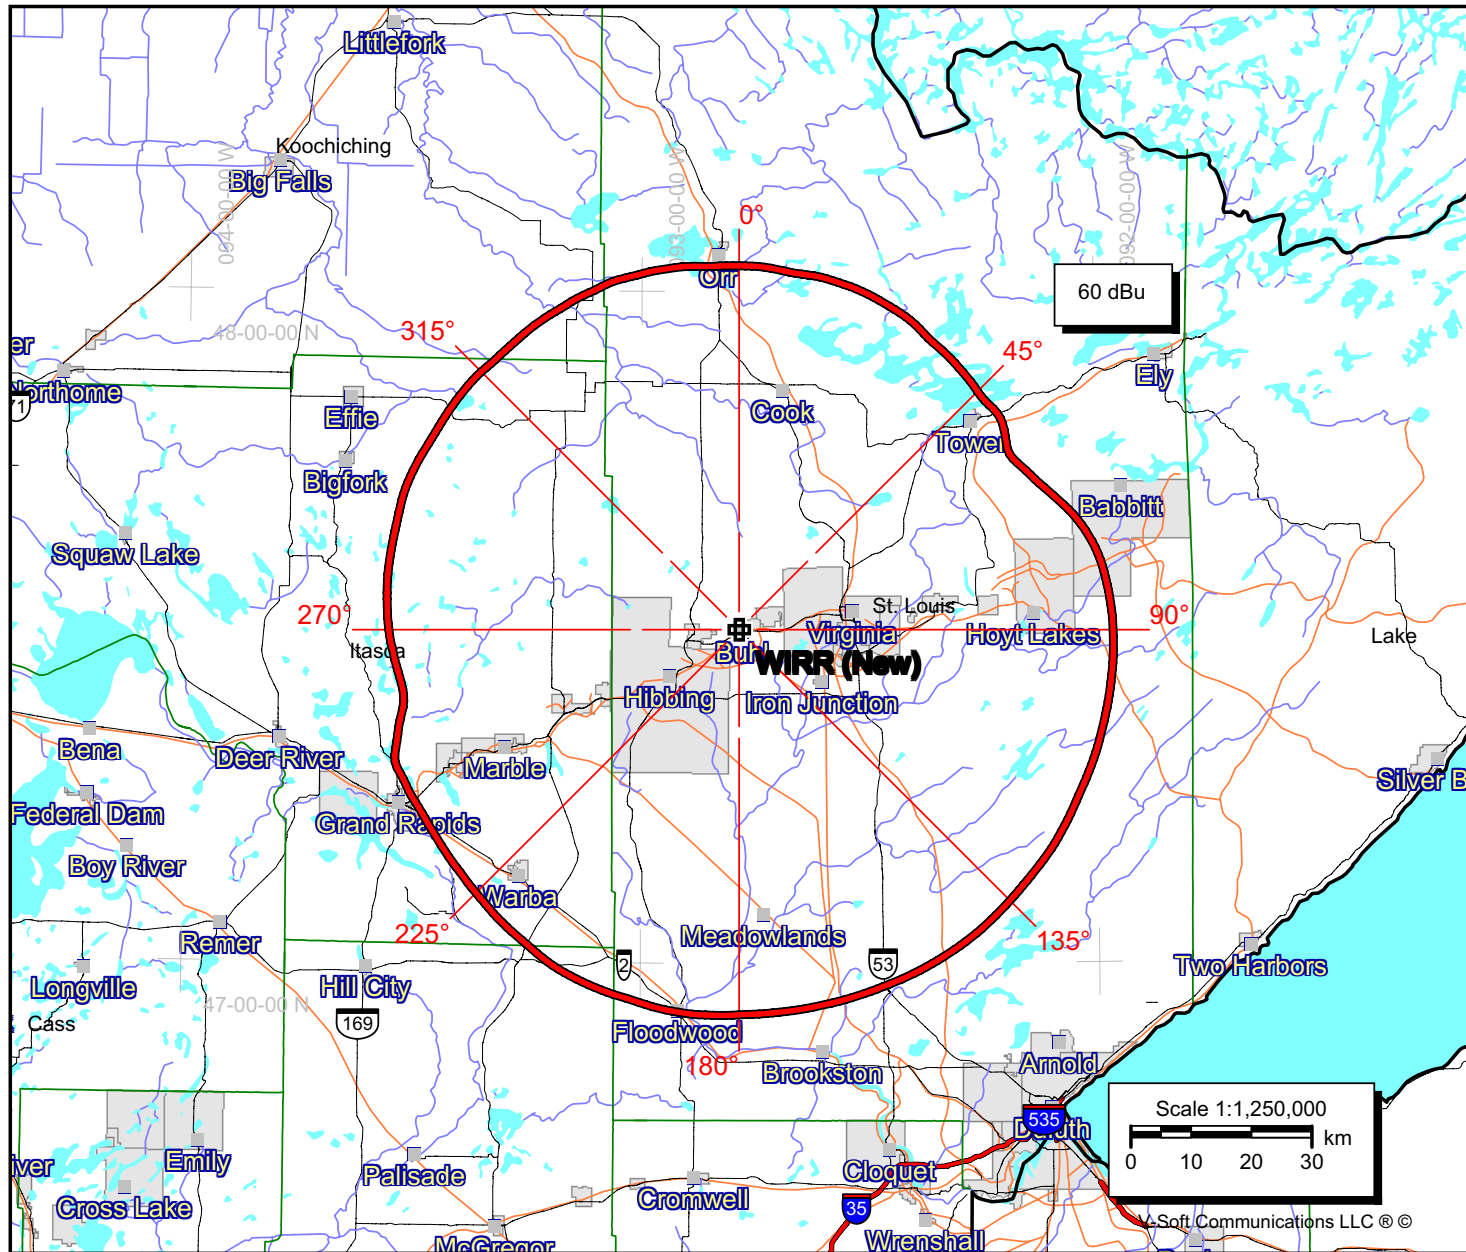 Littlefork
Koochiching
Big Falls
094-00-00 W
093-00-00 W
092-00-00 W
0°
Orr
60 dBu
48-00-00 N
315°
45°
er
Northome
71
Ely
Effie
Cook
Tower
Bigfork
Babbitt
Squaw Lake
270°
St. Louis
90°
Virginia
Hoyt Lakes
Itasca
Buhl
WIRR (New)
Lake
Hibbing
Iron Junction
Bena
Deer River
Marble
Silver B
Federal Dam
Grand Rapids
Boy River
Warba
Remer
225°
Meadowlands
135°
2
53
Two Harbors
Longville
Hill City
47-00-00 N
Cass
169
Floodwood
180°
Brookston
Arnold
Scale 1:1,250,000
km
0 10 20 30
535
Duluth
iver
Emily
Palisade
Cloquet
Cross Lake
Cromwell
35
V-Soft Communications LLC ® ©
McGregor
Wrenshall